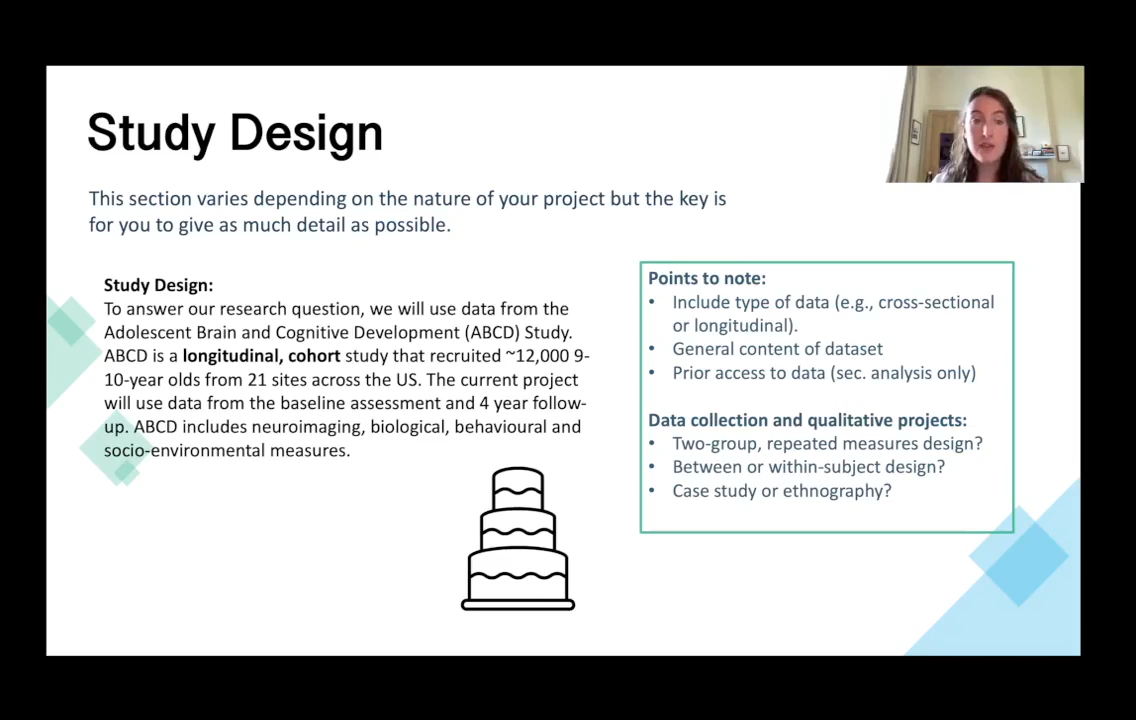 Study Design
This section varies depending on the nature of your project but the key is
for you to give as much detail as possible.
Study Design:
To answer our research question, we will use data from the
Adolescent Brain and Cognitive Development (ABCD) Study.
ABCD is a longitudinal, cohort study that recruited ~12,000 9-
10-year olds from 21 sites across the US. The current project
will use data from the baseline assessment and 4 year follow-
up. ABCD includes neuroimaging, biological, behavioural and
socio-environmental measures.
Points to note:
• Include type of data (e.g., cross-sectional
or longitudinal).
• General content of dataset
• Prior access to data (sec. analysis only)
Data collection and qualitative projects:
• Two-group, repeated measures design?
• Between or within-subject design?
• Case study or ethnography?